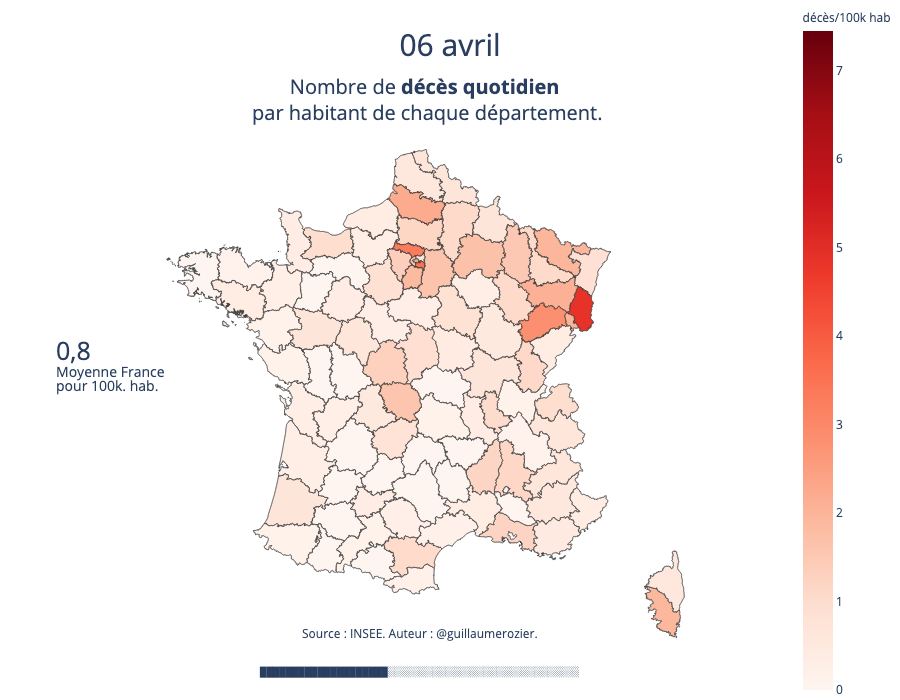 décès/100k hab
06 avril
Nombre de décès quotidien
par habitant de chaque département.
7
6
5
4
3
2
1
0
0,8
Moyenne France
pour 100k. hab.
Source : INSEE. Auteur : @guillaumerozier.